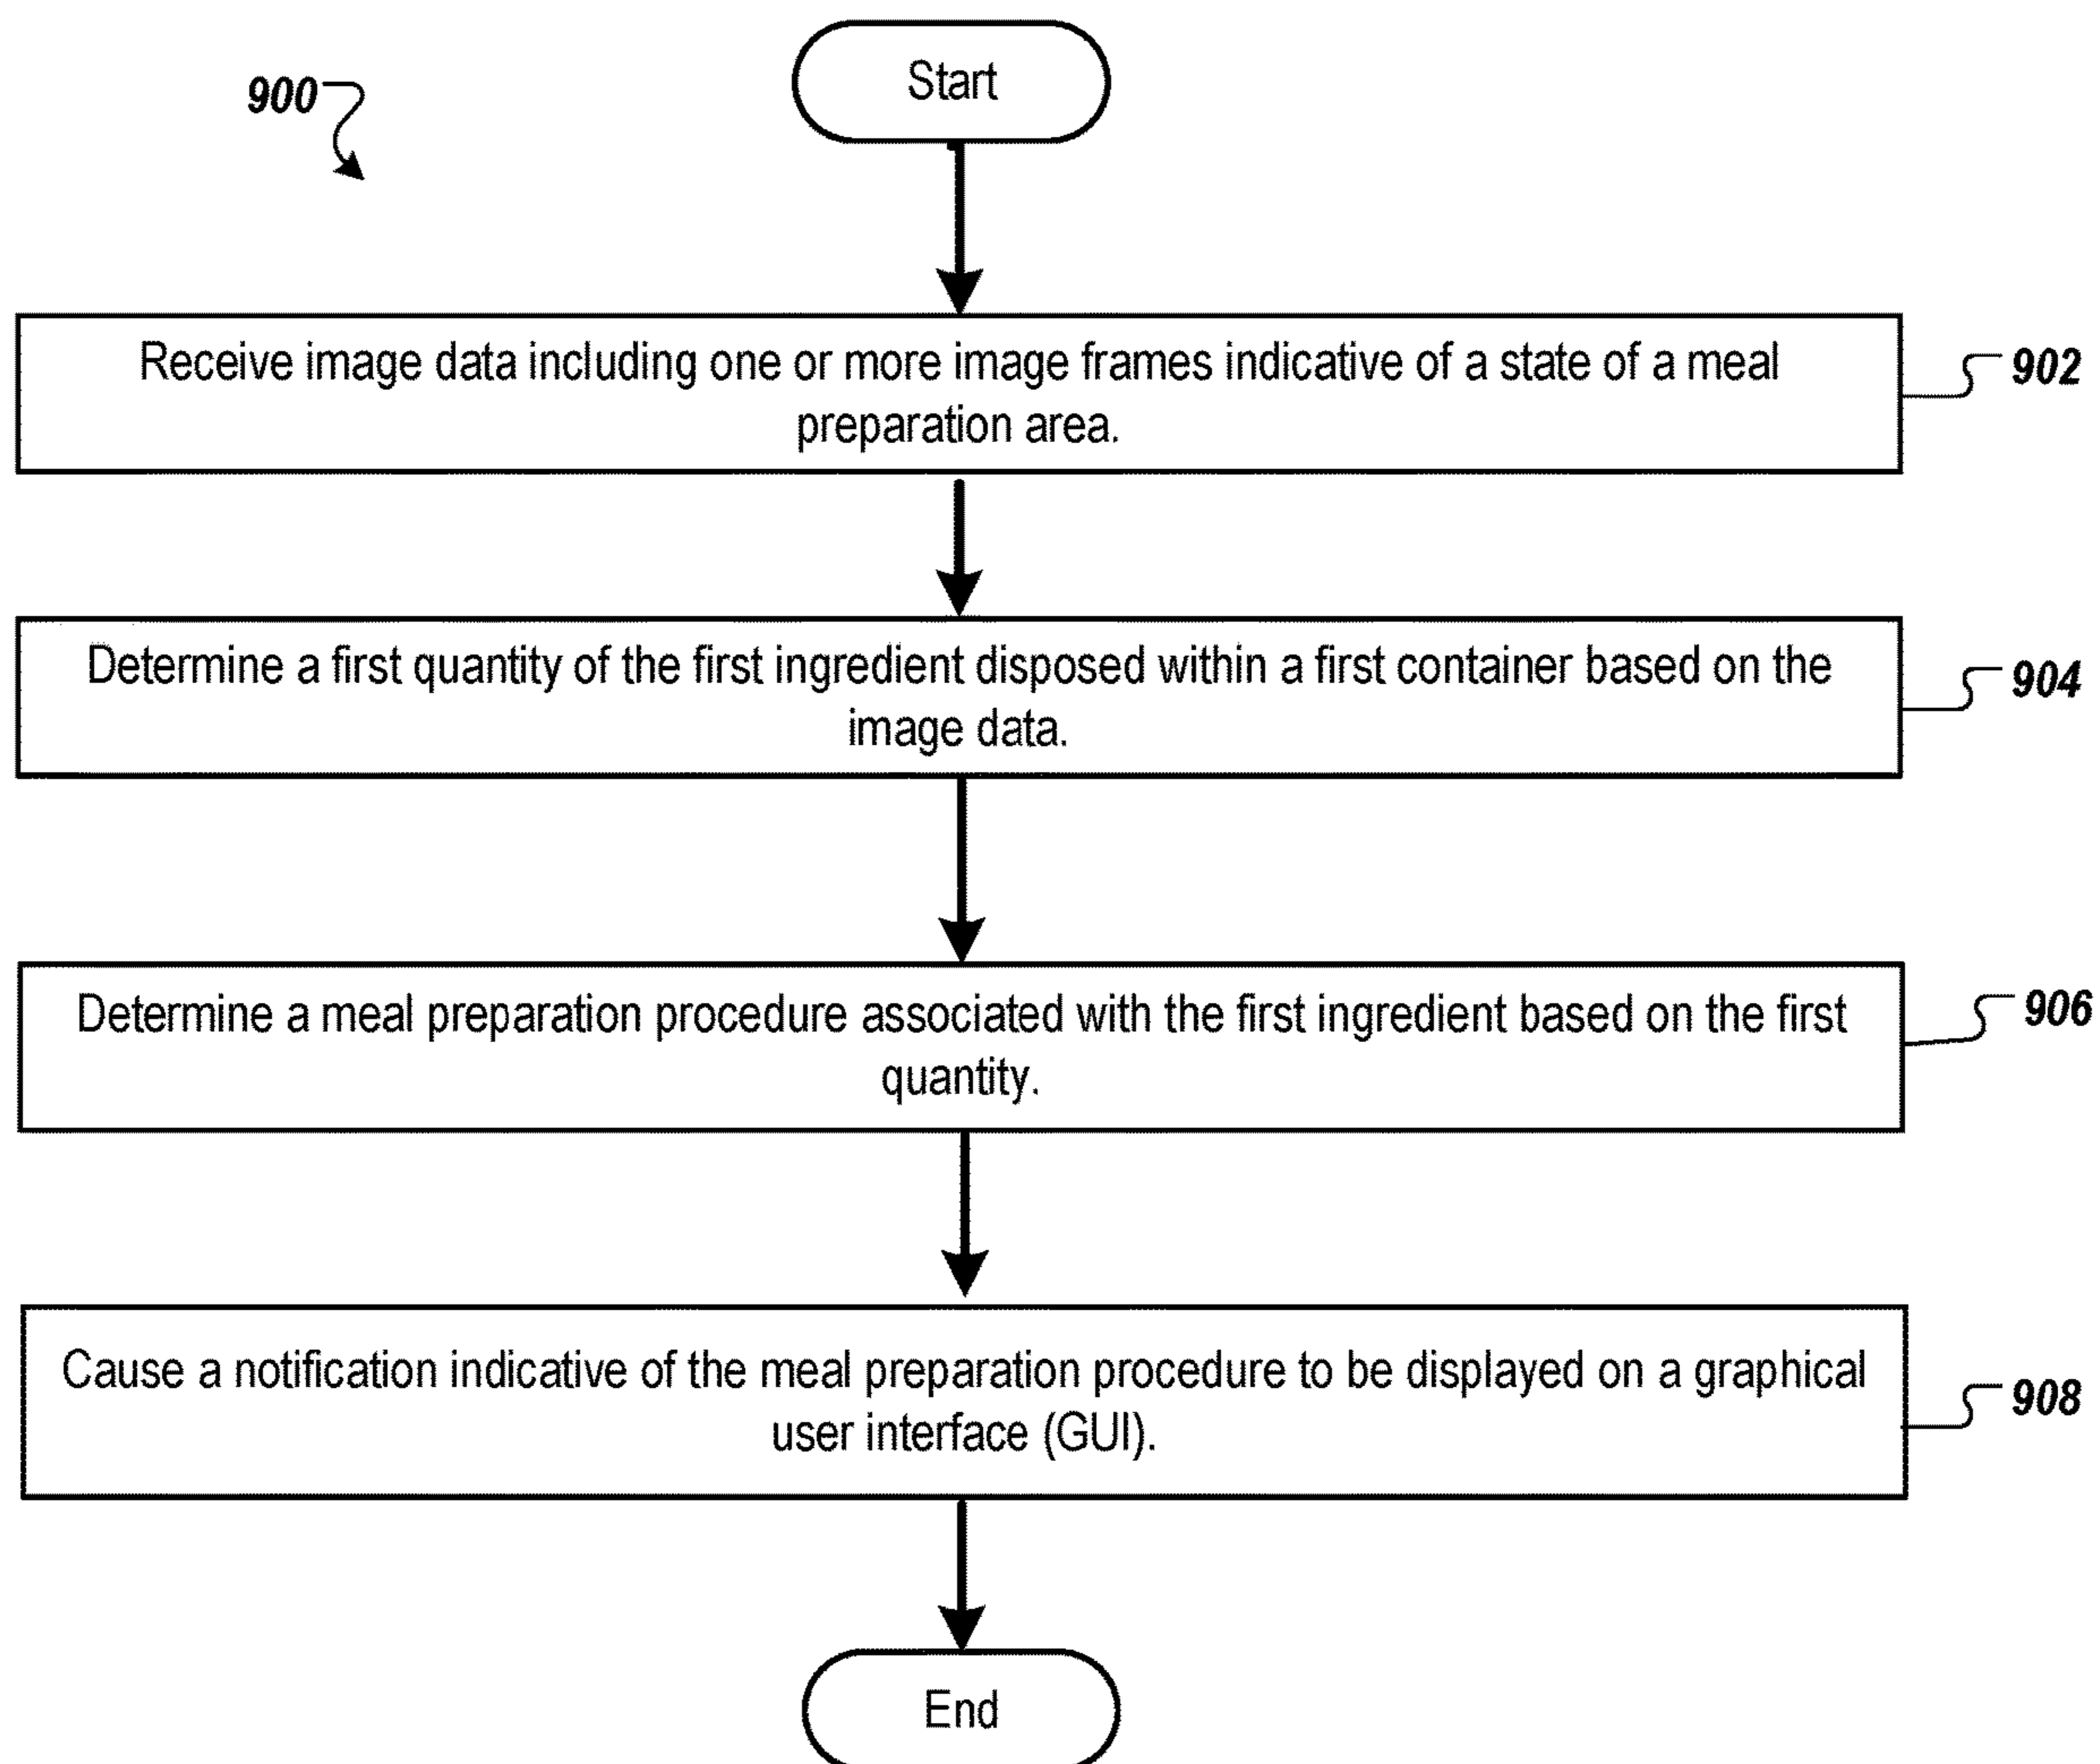 Start
900
Receive image data including one or more image frames indicative of a state of a meal
preparation area.
902
Determine a first quantity of the first ingredient disposed within a first container based on the
image data.
904
Determine a meal preparation procedure associated with the first ingredient based on the first
quantity.
906
Cause a notification indicative of the meal preparation procedure to be displayed on a graphical
user interface (GUI).
908
End